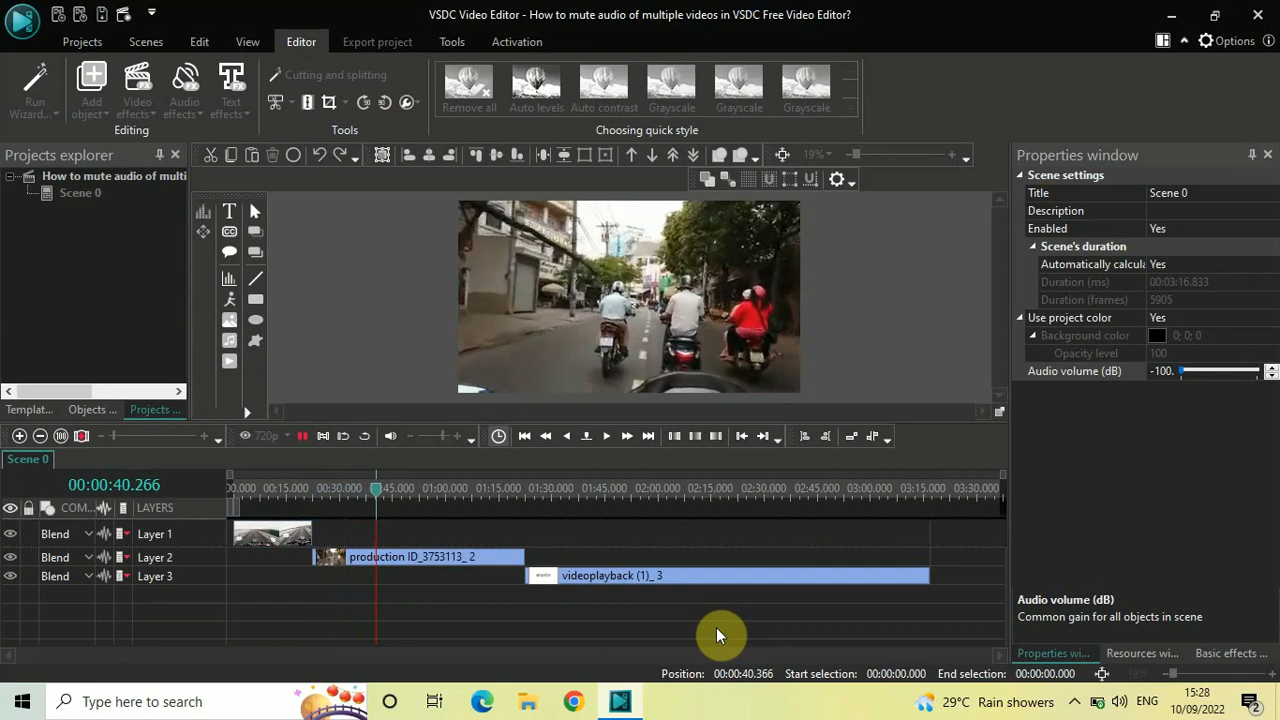 VSDC Video Editor - How to mute audio of multiple videos in VSDC Free Video Editor?
Projects
Scenes
Edit
View
Editor
Export project
Tools
Activation
Options
Run Wizard...
Add object
Video effects
Audio effects
Text effects
Editing
Cutting and splitting
Tools
Remove all
Auto levels
Auto contrast
Grayscale
Grayscale
Grayscale
Choosing quick style
Projects explorer
19%
Properties window
How to mute audio of multi
Scene 0
T
CC
Scene settings
Title Scene 0
Description
Enabled Yes
Scene's duration
Automatically calcula Yes
Duration (ms) 00:03:16.833
Duration (frames) 5905
Use project color Yes
Background color 0; 0; 0
Opacity level 100
Audio volume (dB) -100.
Templat...
Objects ...
Projects ...
720p
Scene 0
00:00:40.266
00.000 00:15.000 00:30.000 45.000 01:00.000 01:15.000 01:30.000 01:45.000 02:00.000 02:15.000 02:30.000 02:45.000 03:00.000 03:15.000 03:30.000
COM...
LAYERS
Blend Layer 1
Blend Layer 2
production ID_3753113_ 2
Blend Layer 3
videoplayback (1)_ 3
Audio volume (dB)
Common gain for all objects in scene
Properties wi...
Resources wi...
Basic effects ...
Position: 00:00:40.366 Start selection: 00:00:00.000 End selection: 00:00:00.000
Type here to search
29°C Rain showers
ENG
15:28
10/09/2022
2